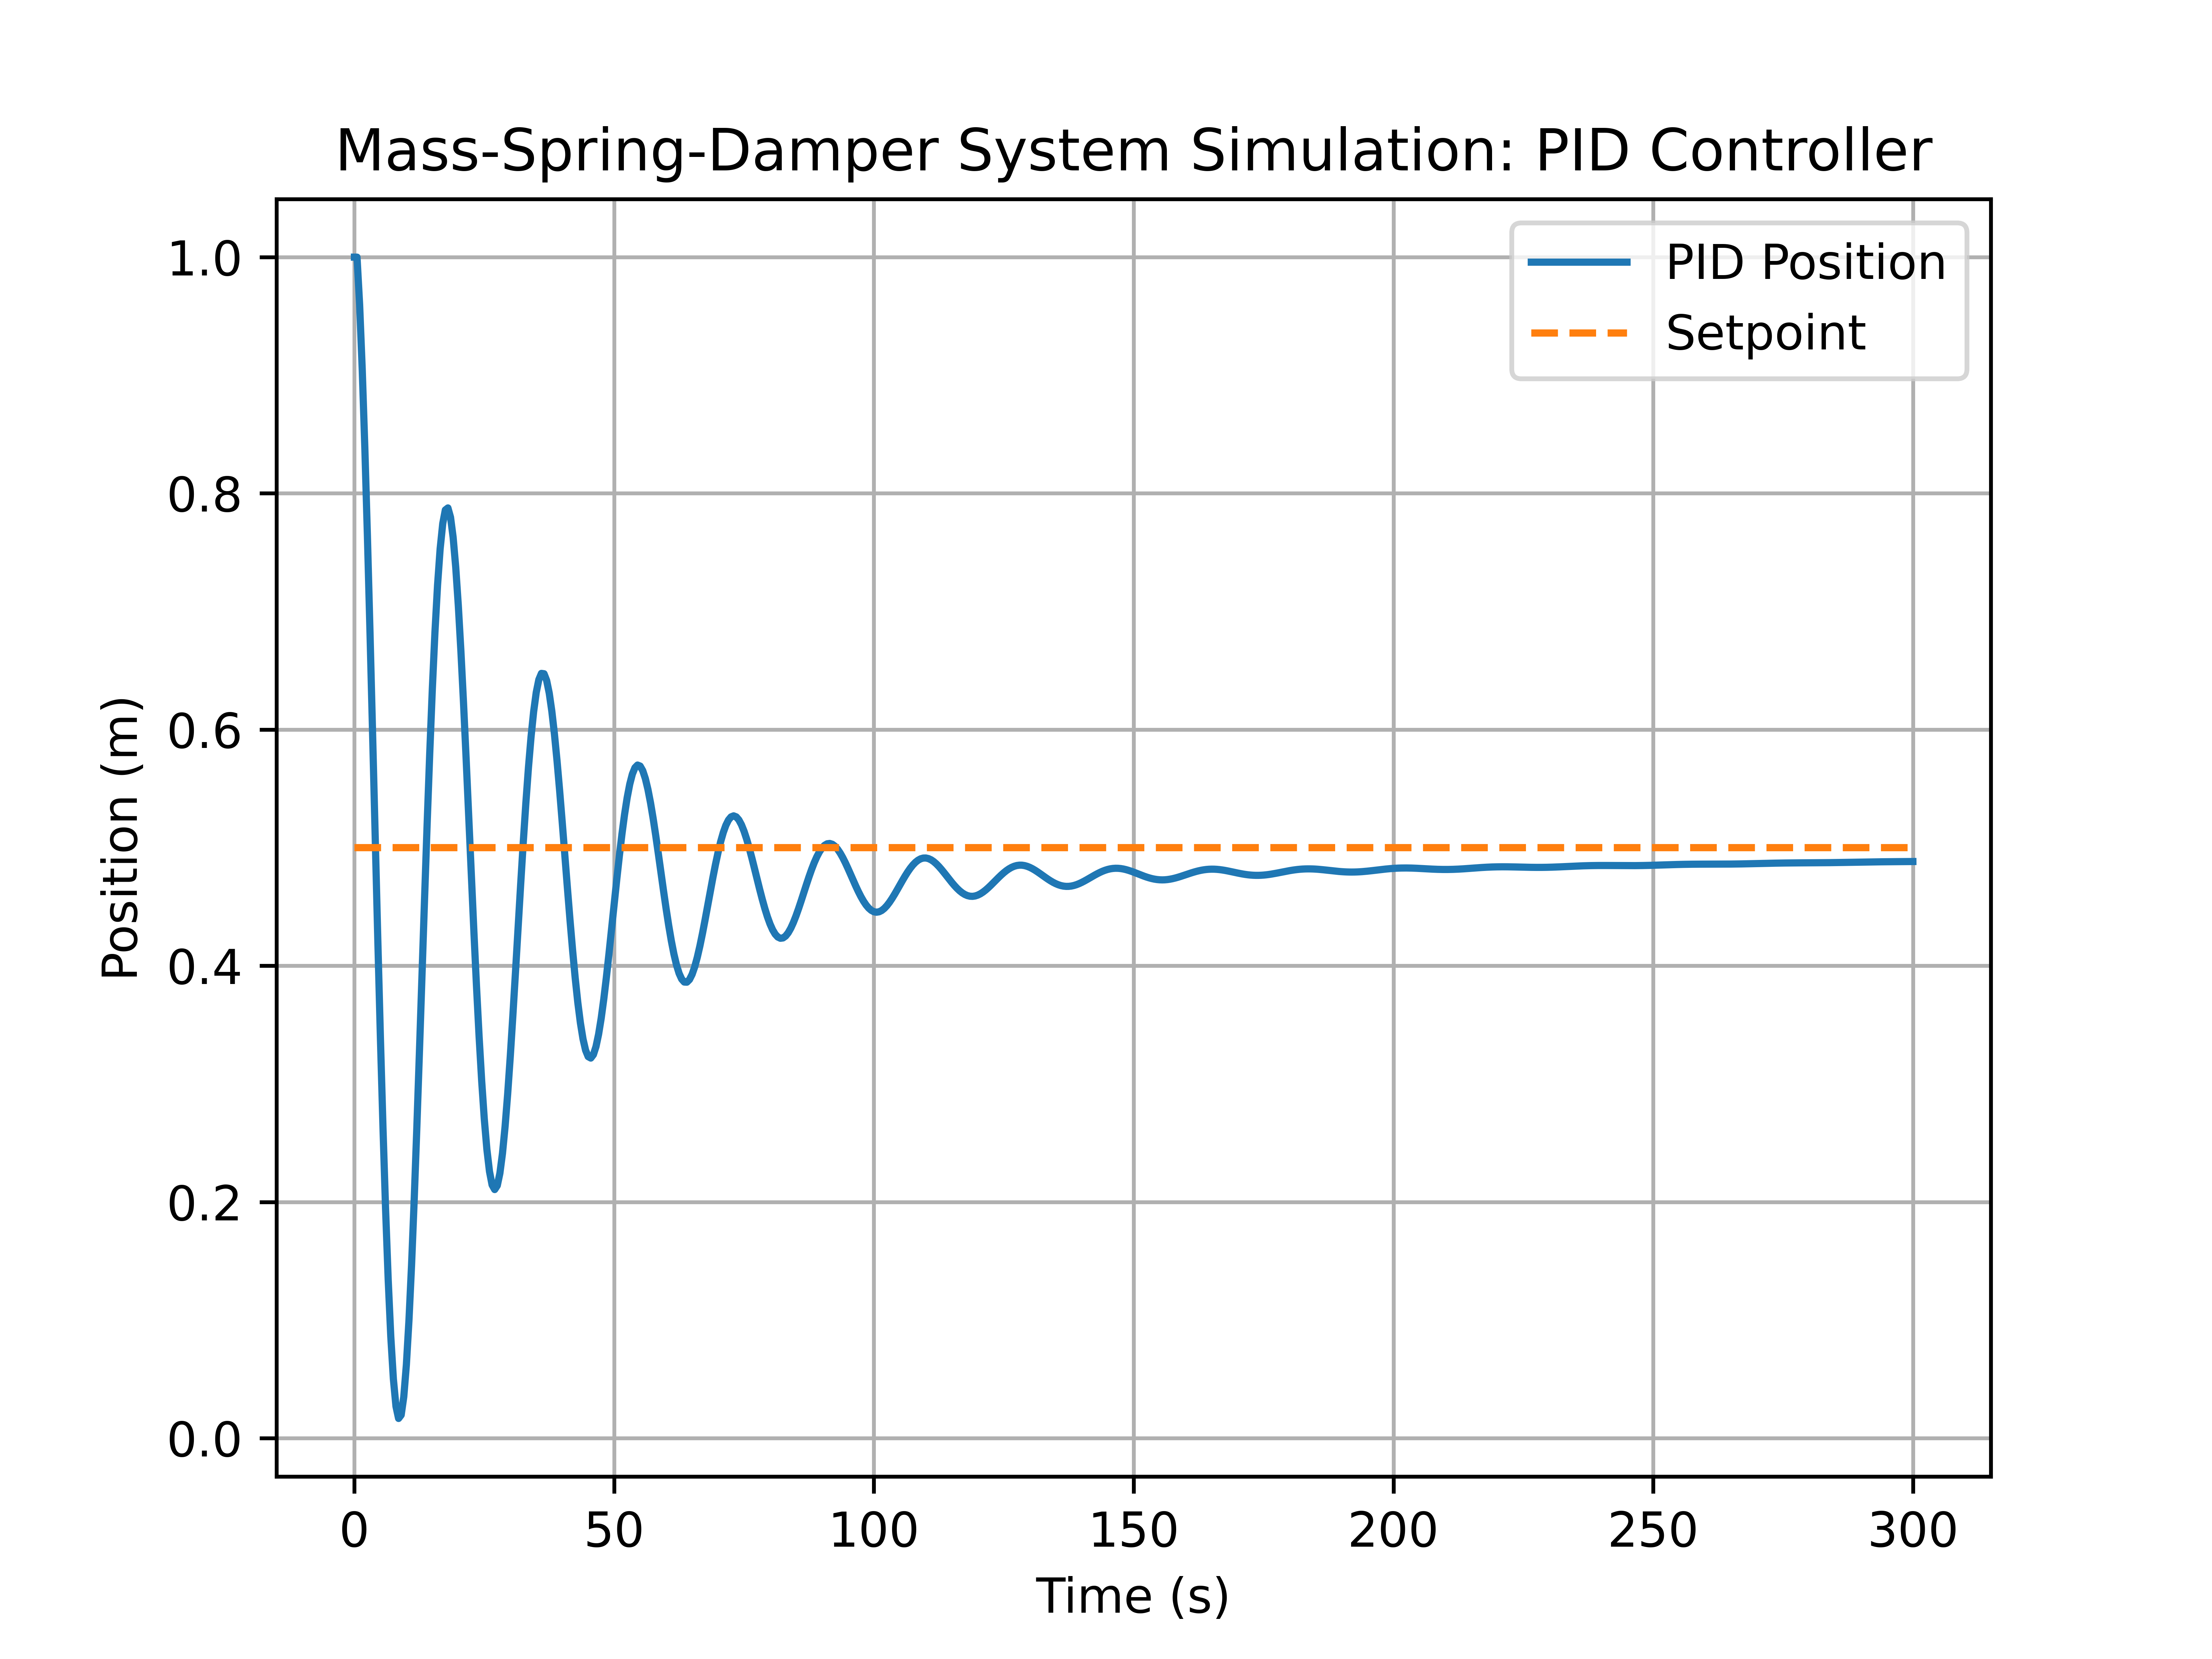 Mass-Spring-Damper System Simulation: PID Controller
PID Position
Setpoint
Position (m)
1.0
0.8
0.6
0.4
0.2
0.0
0 50 100 150 200 250 300
Time (s)